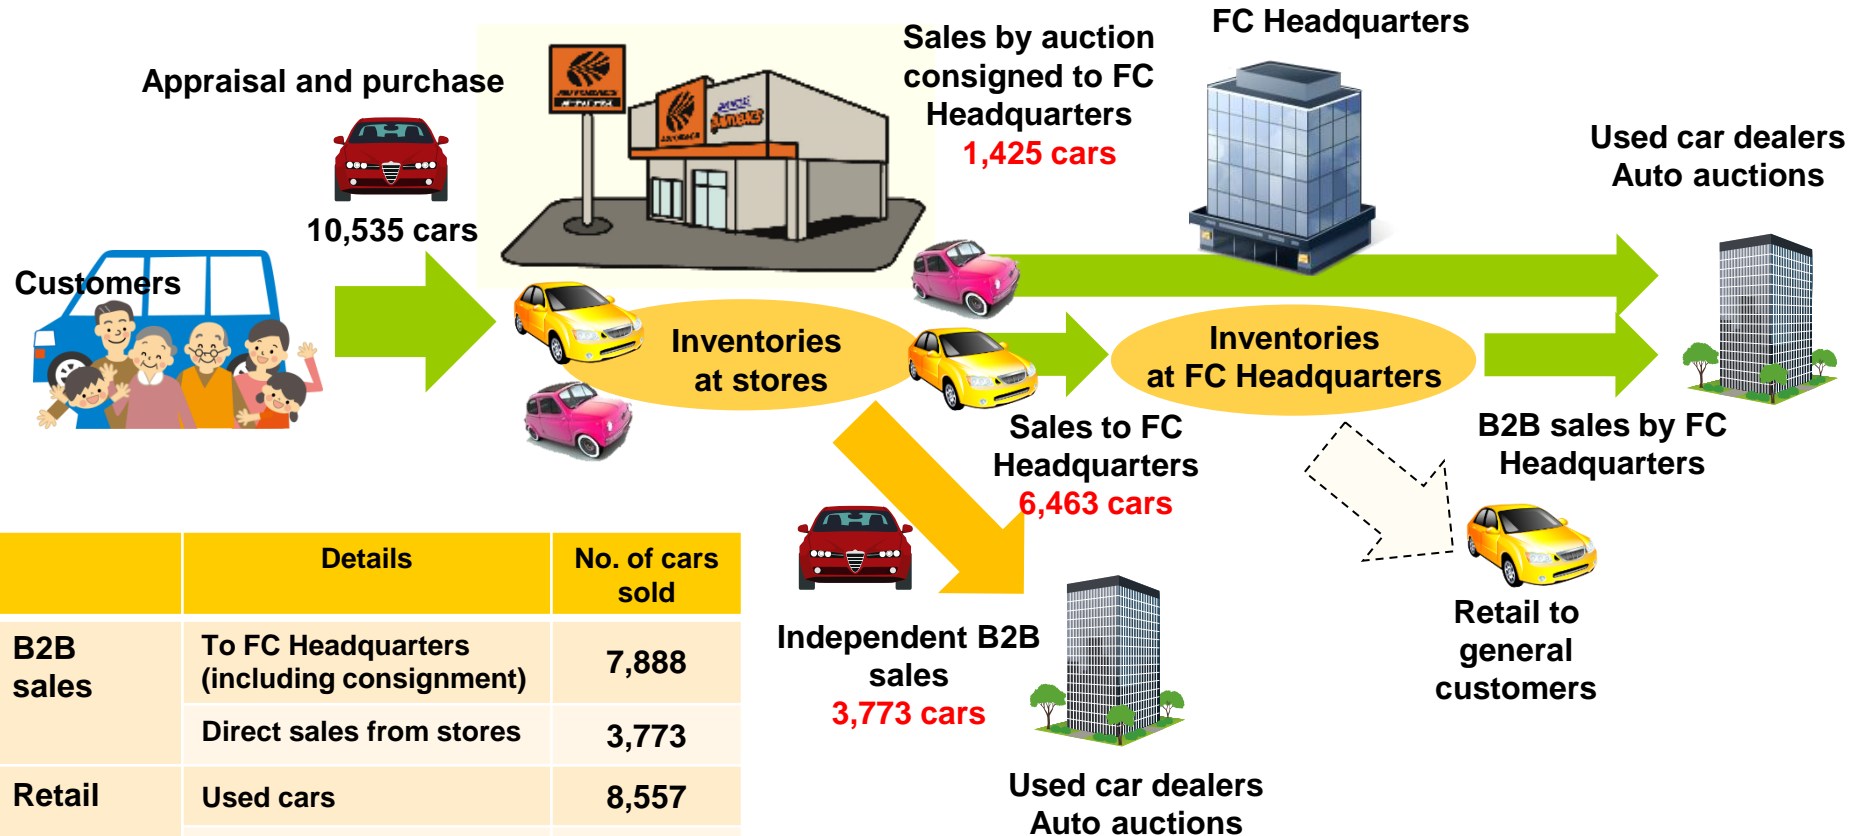 FC Headquarters
Sales by auction
consigned to FC
Headquarters
1,425 cars
Appraisal and purchase
10,535 cars
AUTOBACS
Used car dealers
Auto auctions
Customers
Inventories
at stores
Inventories
at FC Headquarters
Sales to FC
Headquarters
6,463 cars
B2B sales by FC
Headquarters
Independent B2B
sales
3,773 cars
Retail to
general
customers
Used car dealers
Auto auctions
Details No. of cars
sold
B2B
sales
To FC Headquarters
(including consignment)
7,888
Direct sales from stores 3,773
Retail Used cars 8,557